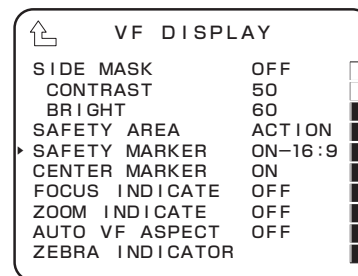 VF DISPLAY
SIDE MASK OFF
CONTRAST 50
BRIGHT 60
SAFETY AREA ACTION
SAFETY MARKER ON-16:9
CENTER MARKER ON
FOCUS INDICATE OFF
ZOOM INDICATE OFF
AUTO VF ASPECT OFF
ZEBRA INDICATOR